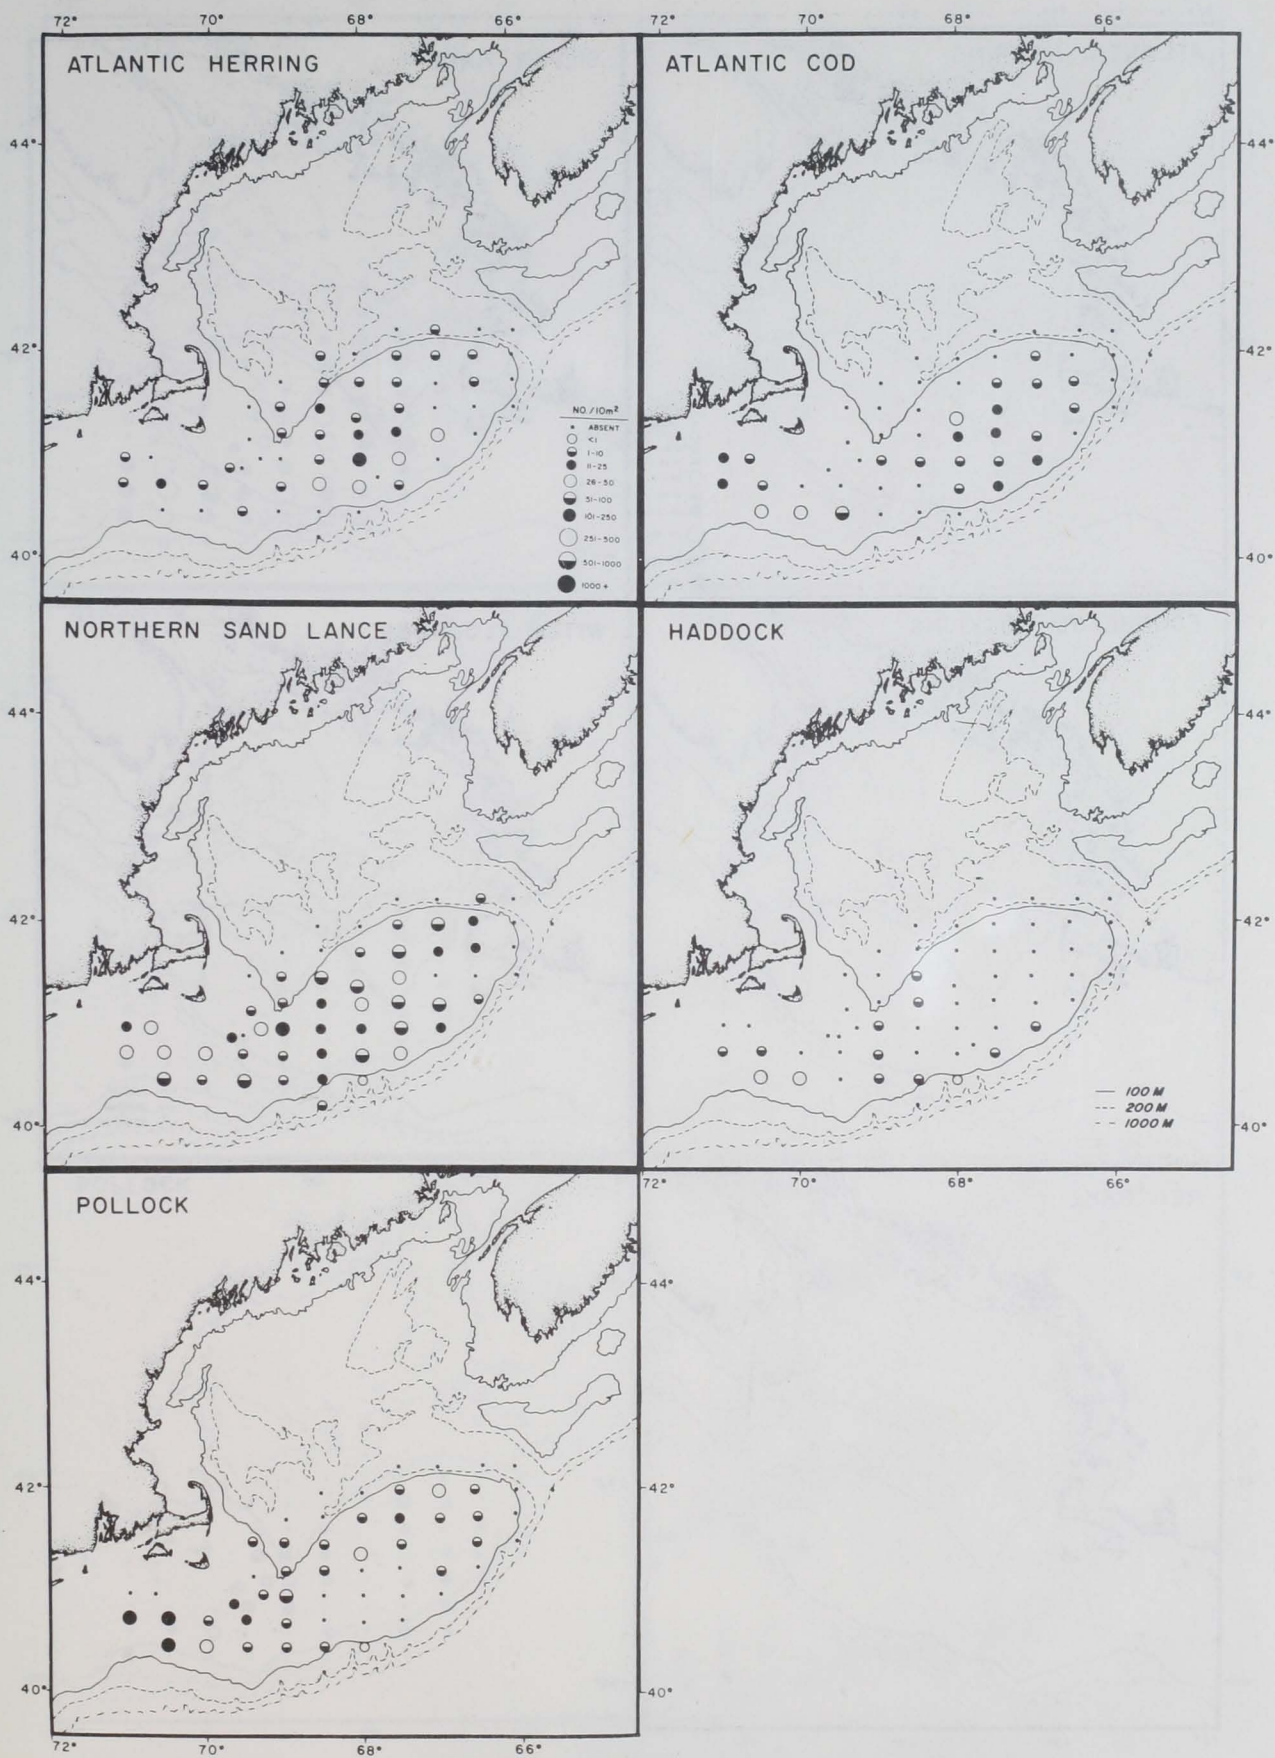 72° 70° 68° 66° 72° 70° 68° 66°
ATLANTIC HERRING
ATLANTIC COD
44°
44°
42°
42°
NO./10m²
ABSENT
<1
1-10
11-25
26-50
51-100
101-250
251-500
501-1000
1000+
40°
40°
NORTHERN SAND LANCE
HADDOCK
44°
44°
42°
42°
100 M
200 M
1000 M
40°
40°
72° 70° 68° 66°
POLLOCK
44°
44°
42°
42°
40°
40°
72° 70° 68° 66°